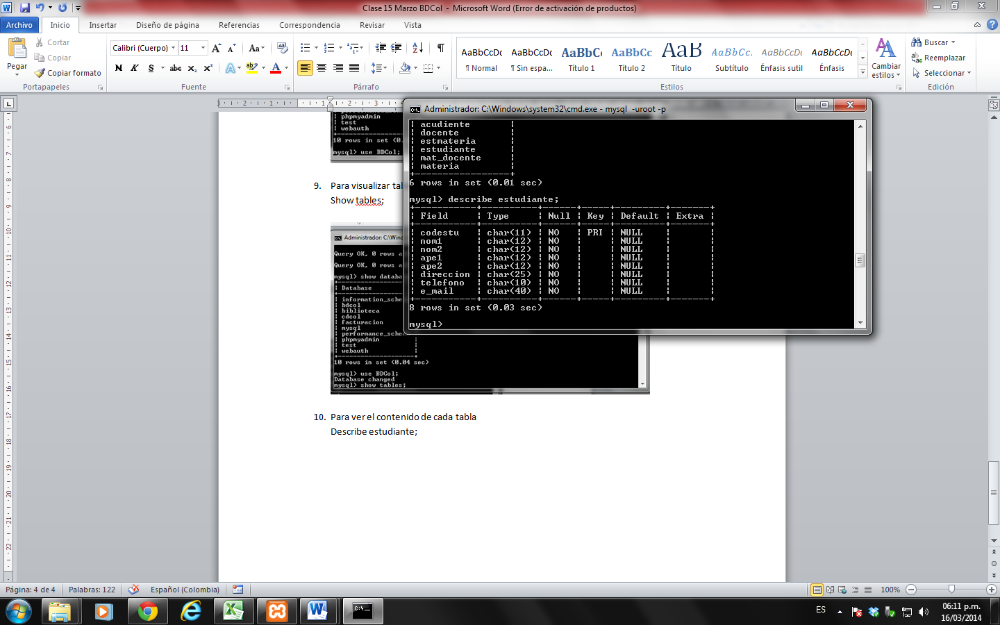 Clase 15 Marzo BDCol - Microsoft Word (Error de activación de productos)
Archivo Inicio Insertar Diseño de página Referencias Correspondencia Revisar Vista
Pegar
Cortar
Copiar
Copiar formato
Portapapeles
Calibri (Cuerpo) 11
N K S abc x₂ x²
Fuente
Párrafo
AaBbCcDc AaBbCcDc AaBbCc AaBbCc AaB AaBbCc. AaBbCcDc AaBbCcDc
¶ Normal ¶ Sin espa... Título 1 Título 2 Título Subtítulo Énfasis sutil Énfasis
Estilos
Cambiar estilos
Buscar
Reemplazar
Seleccionar
Edición
phpmyadmin
test
webauth
10 rows in set (0.
mysql> use BDCol;
9. Para visualizar tab
Show tables;
Administrador: C:\Wind
Query OK, 0 rows a
Query OK, 0 rows a
mysql> show databa
Database
information_sche
bdcol
biblioteca
cdcol
facturacion
mysql
performance_sche
phpmyadmin
test
webauth
10 rows in set (0.04 sec)
mysql> use BDCol;
Database changed
mysql> show tables;
10. Para ver el contenido de cada tabla
Describe estudiante;
Administrador: C:\Windows\system32\cmd.exe - mysql -uroot -p
| acudiente |
| docente |
| estmateria |
| estudiante |
| mat_docente |
| materia |
+-----------------+
6 rows in set (0.01 sec)
mysql> describe estudiante;
+-----------+----------+------+-----+---------+-------+
| Field | Type | Null | Key | Default | Extra |
+-----------+----------+------+-----+---------+-------+
| codestu | char(11) | NO | PRI | NULL | |
| nom1 | char(12) | NO | | NULL | |
| nom2 | char(12) | NO | | NULL | |
| ape1 | char(12) | NO | | NULL | |
| ape2 | char(12) | NO | | NULL | |
| direccion | char(25) | NO | | NULL | |
| telefono | char(10) | NO | | NULL | |
| e_mail | char(40) | NO | | NULL | |
+-----------+----------+------+-----+---------+-------+
8 rows in set (0.03 sec)
mysql>
Página: 4 de 4 Palabras: 122 Español (Colombia) 100%
ES 06:11 p.m.
16/03/2014